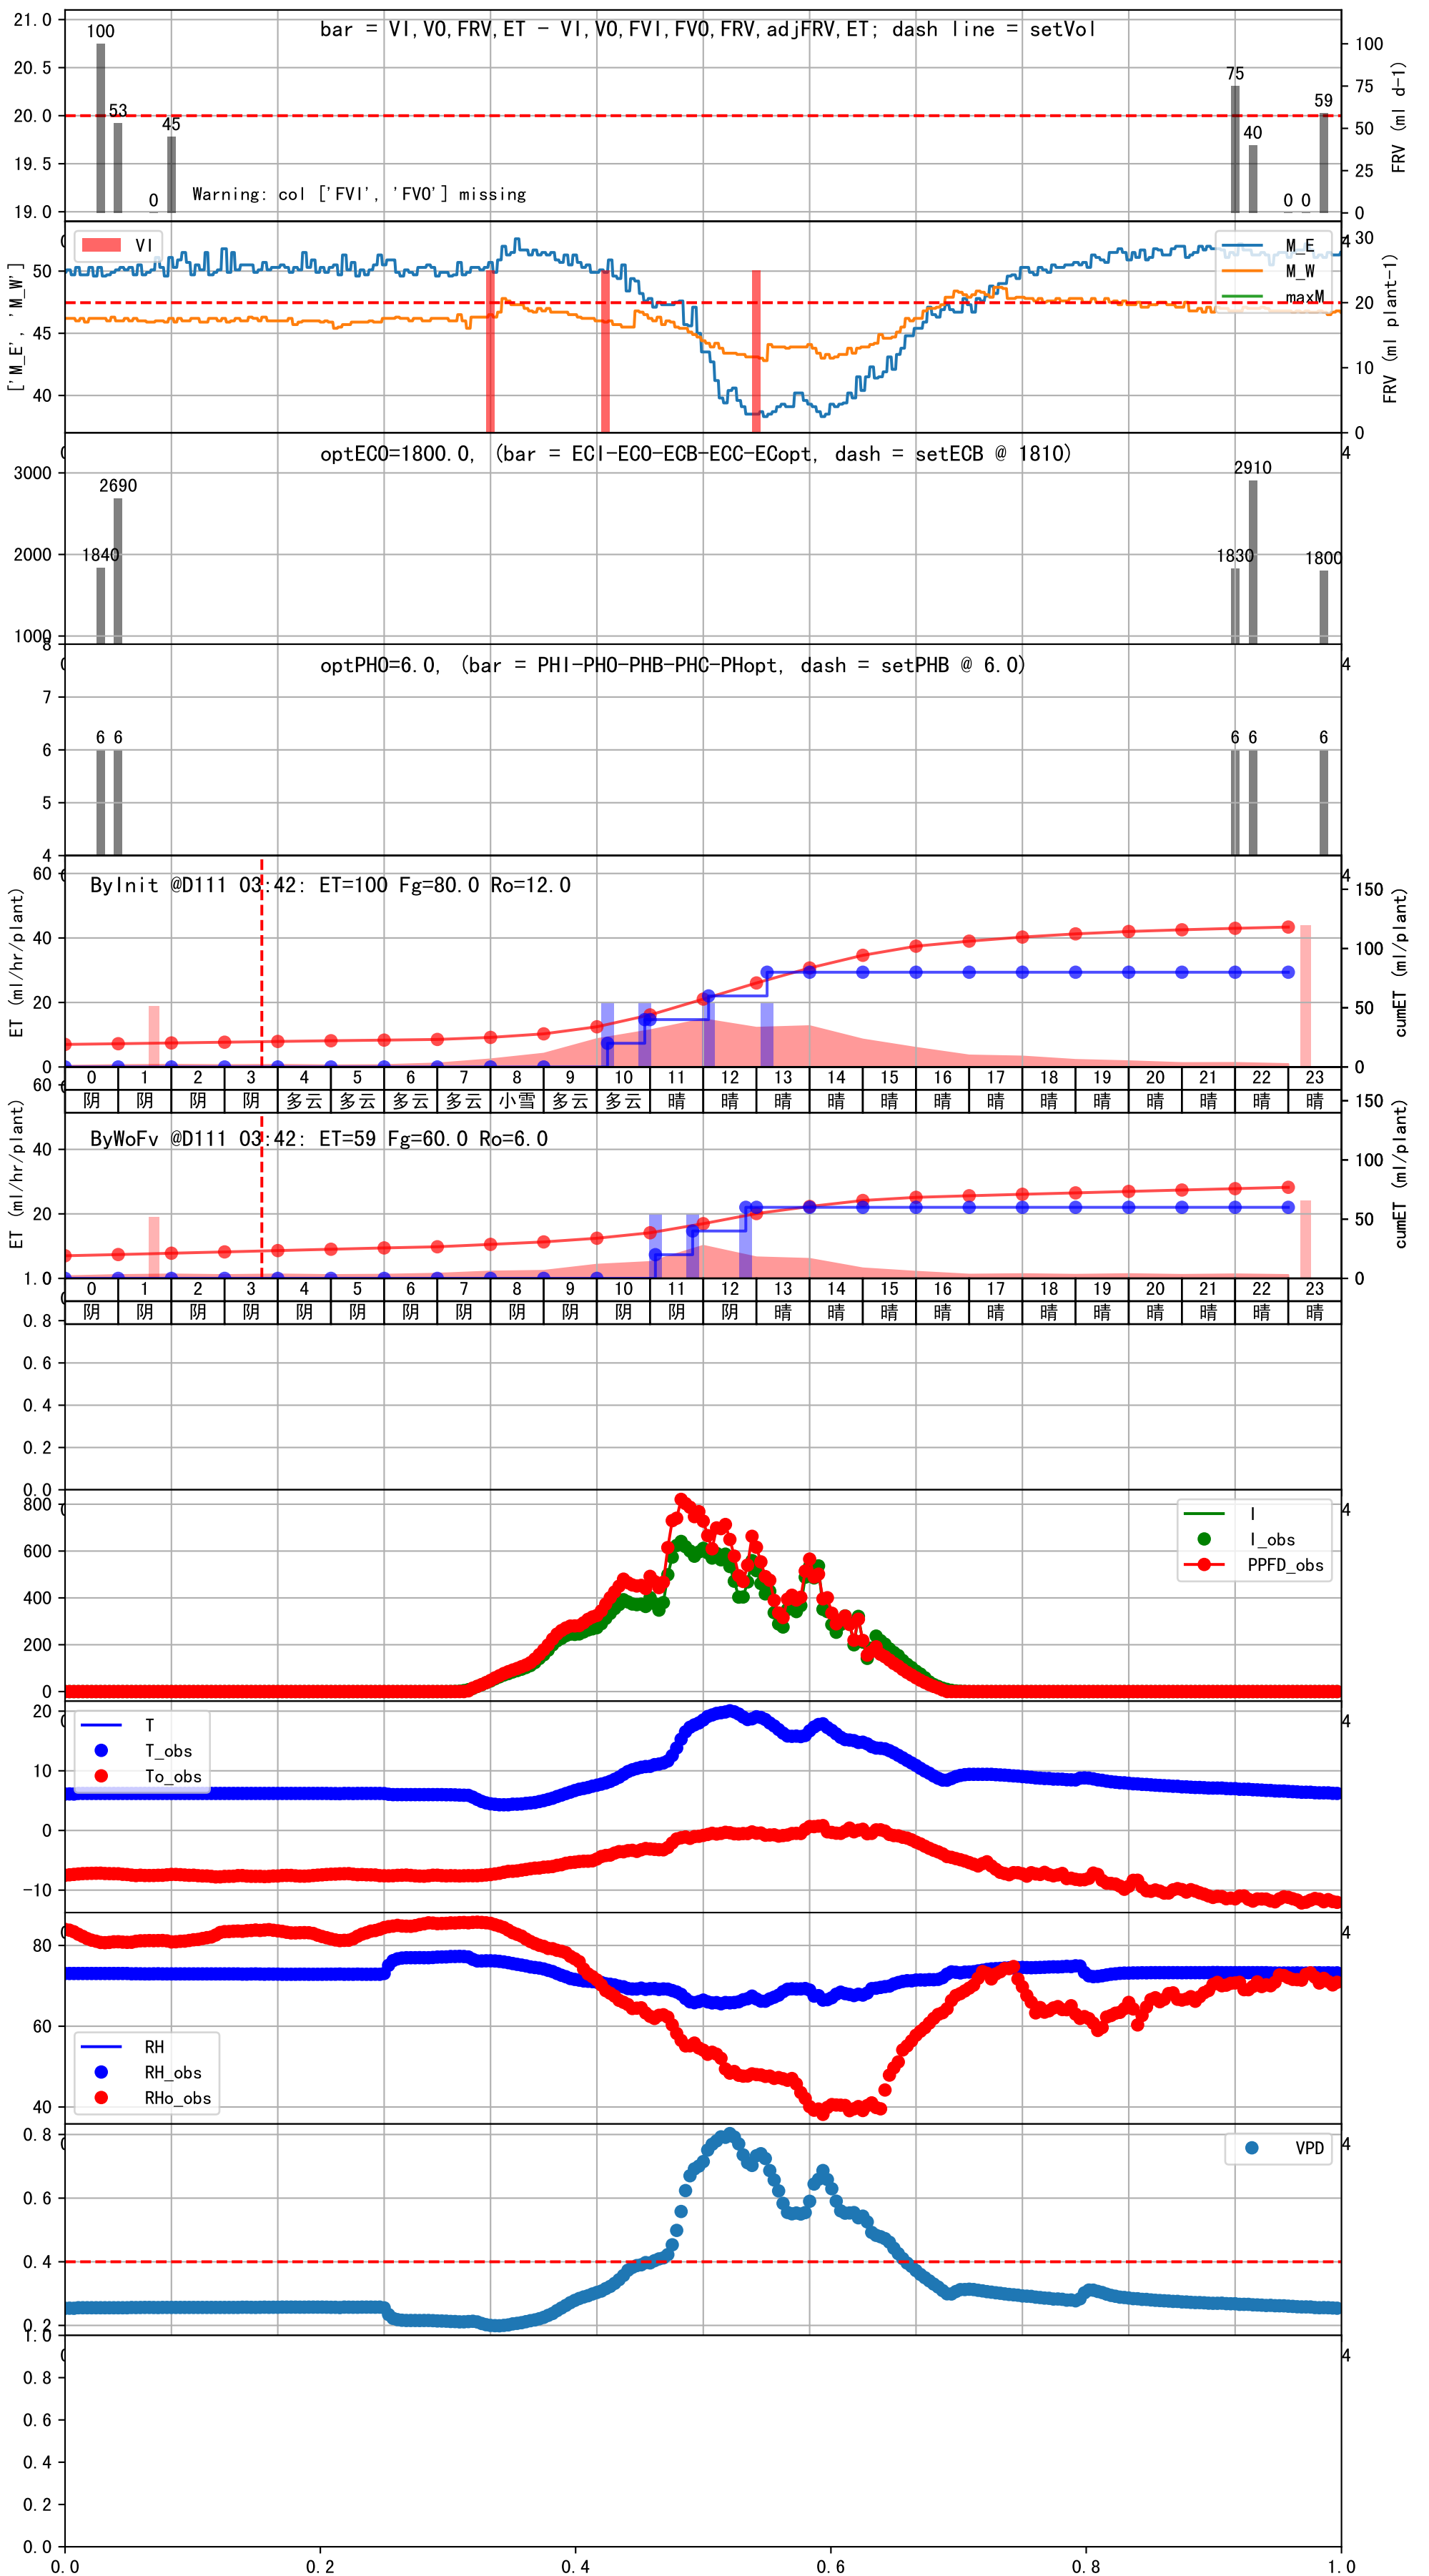 bar = VI,VO,FRV,ET - VI,VO,FVI,FVO,FRV,adjFRV,ET; dash line = setVol
21.0
20.5
20.0
19.5
19.0
100
53
0
45
75
40
0 0
59
Warning: col ['FVI', 'FVO'] missing
100
75
50
25
0
FRV (ml d-1)
['M_E', 'M_W']
50
45
40
VI
M_E
M_W
maxM
4
30
20
10
0
FRV (ml plant-1)
optECO=1800.0, (bar = ECI-ECO-ECB-ECC-ECopt, dash = setECB @ 1810)
3000
2000
1000
1840
2690
1830
2910
1800
4
optPHO=6.0, (bar = PHI-PHO-PHB-PHC-PHopt, dash = setPHB @ 6.0)
8
7
6
5
4
6 6
6 6
6
4
ByInit @D111 03:42: ET=100 Fg=80.0 Ro=12.0
ET (ml/hr/plant)
60
40
20
0
4
150
100
50
0
cumET (ml/plant)
0 1 2 3 4 5 6 7 8 9 10 11 12 13 14 15 16 17 18 19 20 21 22 23
阴 阴 阴 阴 多云 多云 多云 多云 小雪 多云 多云 晴 晴 晴 晴 晴 晴 晴 晴 晴 晴 晴 晴 晴
ByWoFv @D111 03:42: ET=59 Fg=60.0 Ro=6.0
ET (ml/hr/plant)
60
40
20
150
100
50
0
cumET (ml/plant)
0 1 2 3 4 5 6 7 8 9 10 11 12 13 14 15 16 17 18 19 20 21 22 23
阴 阴 阴 阴 阴 阴 阴 阴 阴 阴 阴 阴 阴 晴 晴 晴 晴 晴 晴 晴 晴 晴 晴 晴
1.0
0.8
0.6
0.4
0.2
0.0
800
600
400
200
0
I
I_obs
PPFD_obs
4
20
10
0
-10
T
T_obs
To_obs
4
80
60
40
RH
RH_obs
RHo_obs
4
0.8
0.6
0.4
0.2
VPD
4
1.0
0.8
0.6
0.4
0.2
0.0
4
0.0 0.2 0.4 0.6 0.8 1.0